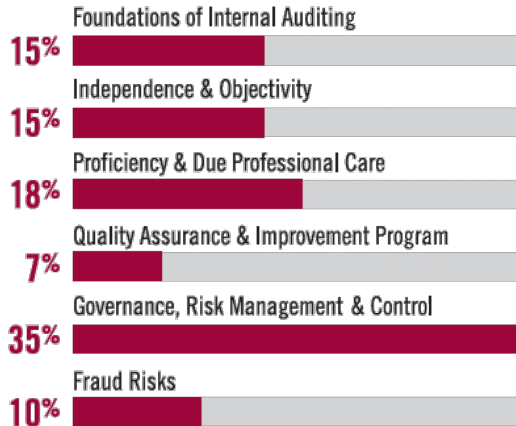 Foundations of Internal Auditing
15%
Independence & Objectivity
15%
Proficiency & Due Professional Care
18%
Quality Assurance & Improvement Program
7%
Governance, Risk Management & Control
35%
Fraud Risks
10%